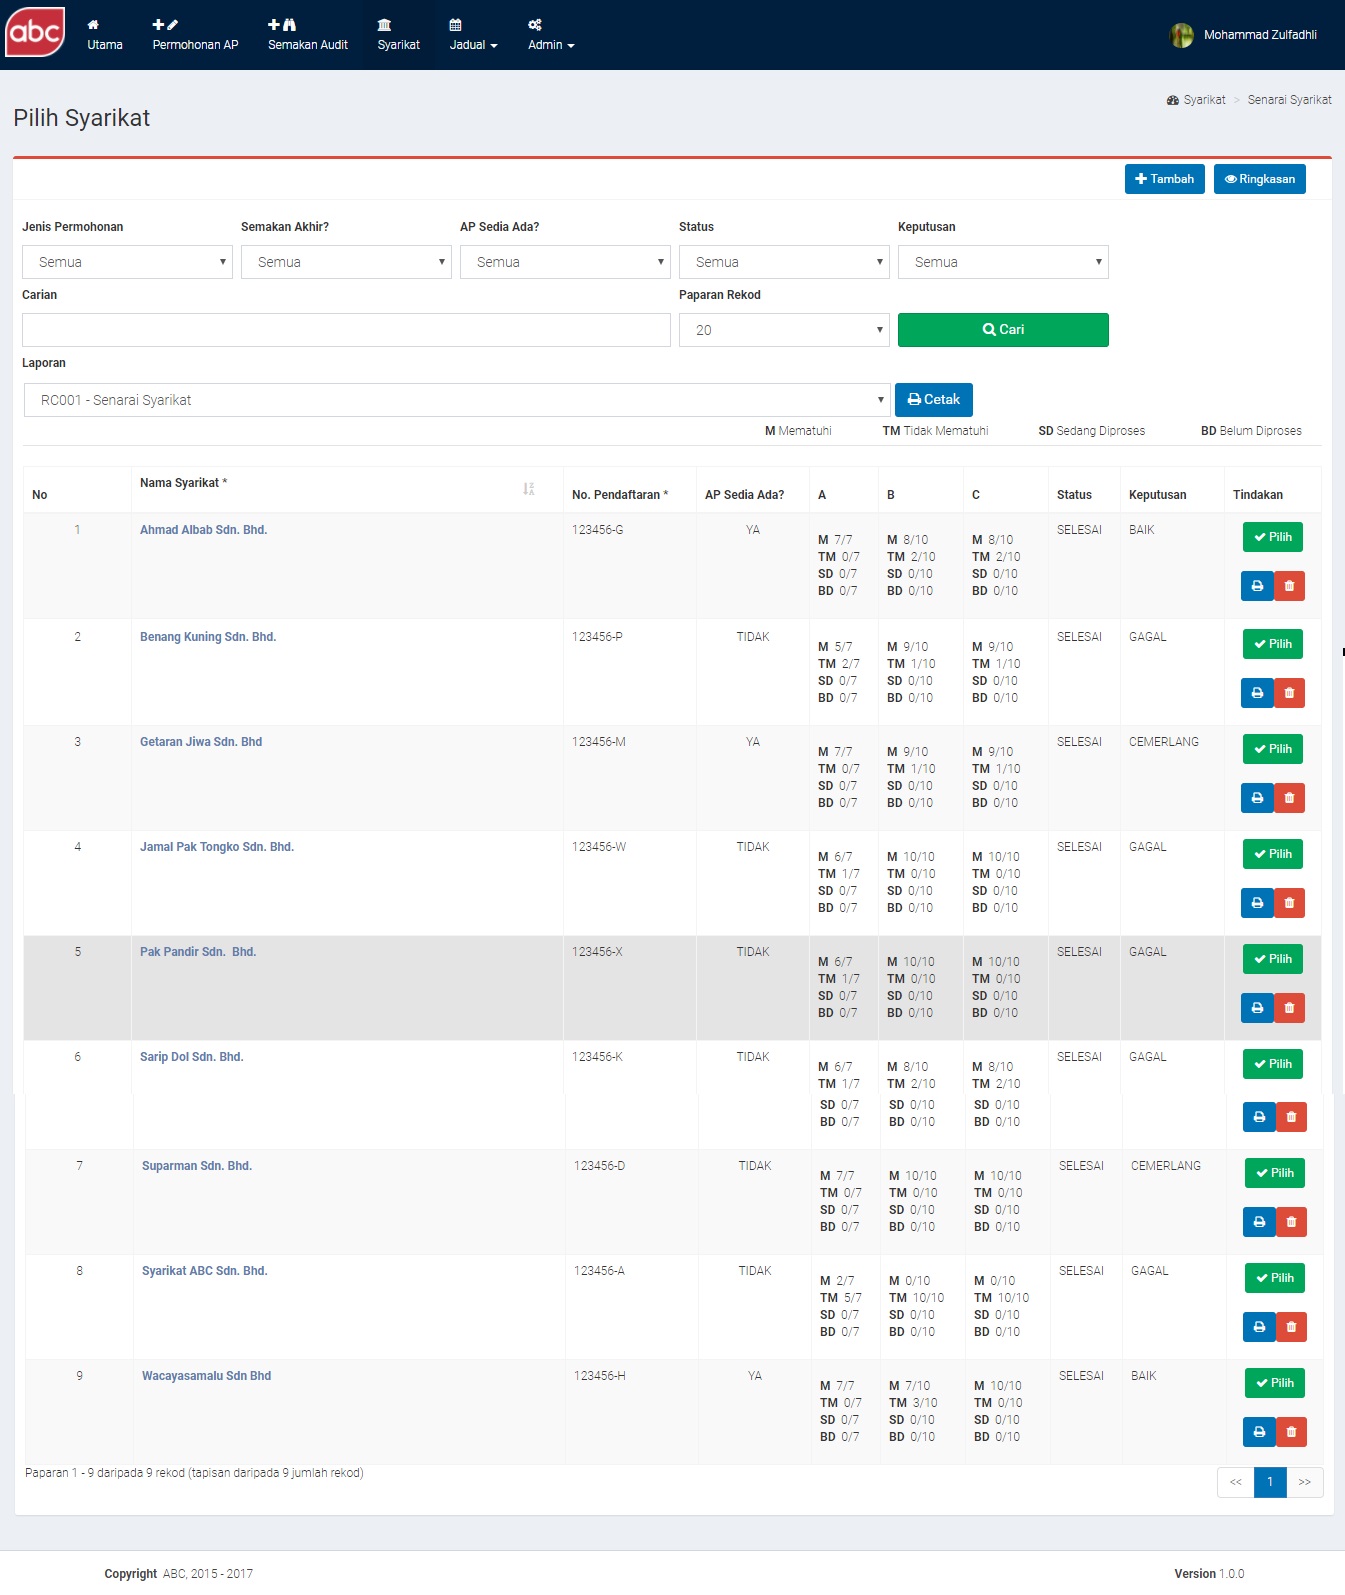 abc
Utama
Permohonan AP
Semakan Audit
Syarikat
Jadual
Admin
Mohammad Zulfadhli
Pilih Syarikat
Syarikat > Senarai Syarikat
Tambah
Ringkasan
Jenis Permohonan Semakan Akhir? AP Sedia Ada? Status Keputusan
Semua Semua Semua Semua Semua
Carian Paparan Rekod
20 Cari
Laporan
RC001 - Senarai Syarikat Cetak
M Mematuhi TM Tidak Mematuhi SD Sedang Diproses BD Belum Diproses
No Nama Syarikat * No. Pendaftaran * AP Sedia Ada? A B C Status Keputusan Tindakan
1 Ahmad Albab Sdn. Bhd. 123456-G YA SELESAI BAIK Pilih
M 7/7 M 8/10 M 8/10
TM 0/7 TM 2/10 TM 2/10
SD 0/7 SD 0/10 SD 0/10
BD 0/7 BD 0/10 BD 0/10
2 Benang Kuning Sdn. Bhd. 123456-P TIDAK SELESAI GAGAL Pilih
M 5/7 M 9/10 M 9/10
TM 2/7 TM 1/10 TM 1/10
SD 0/7 SD 0/10 SD 0/10
BD 0/7 BD 0/10 BD 0/10
3 Getaran Jiwa Sdn. Bhd 123456-M YA SELESAI CEMERLANG Pilih
M 7/7 M 9/10 M 9/10
TM 0/7 TM 1/10 TM 1/10
SD 0/7 SD 0/10 SD 0/10
BD 0/7 BD 0/10 BD 0/10
4 Jamal Pak Tongko Sdn. Bhd. 123456-W TIDAK SELESAI GAGAL Pilih
M 6/7 M 10/10 M 10/10
TM 1/7 TM 0/10 TM 0/10
SD 0/7 SD 0/10 SD 0/10
BD 0/7 BD 0/10 BD 0/10
5 Pak Pandir Sdn. Bhd. 123456-X TIDAK SELESAI GAGAL Pilih
M 6/7 M 10/10 M 10/10
TM 1/7 TM 0/10 TM 0/10
SD 0/7 SD 0/10 SD 0/10
BD 0/7 BD 0/10 BD 0/10
6 Sarip Dol Sdn. Bhd. 123456-K TIDAK SELESAI GAGAL Pilih
M 6/7 M 8/10 M 8/10
TM 1/7 TM 2/10 TM 2/10
SD 0/7 SD 0/10 SD 0/10
BD 0/7 BD 0/10 BD 0/10
7 Suparman Sdn. Bhd. 123456-D TIDAK SELESAI CEMERLANG Pilih
M 7/7 M 10/10 M 10/10
TM 0/7 TM 0/10 TM 0/10
SD 0/7 SD 0/10 SD 0/10
BD 0/7 BD 0/10 BD 0/10
8 Syarikat ABC Sdn. Bhd. 123456-A TIDAK SELESAI GAGAL Pilih
M 2/7 M 0/10 M 0/10
TM 5/7 TM 10/10 TM 10/10
SD 0/7 SD 0/10 SD 0/10
BD 0/7 BD 0/10 BD 0/10
9 Wacayasamalu Sdn Bhd 123456-H YA SELESAI BAIK Pilih
M 7/7 M 7/10 M 10/10
TM 0/7 TM 3/10 TM 0/10
SD 0/7 SD 0/10 SD 0/10
BD 0/7 BD 0/10 BD 0/10
Paparan 1 - 9 daripada 9 rekod (tapisan daripada 9 jumlah rekod)
<< 1 >>
Copyright ABC, 2015 - 2017
Version 1.0.0